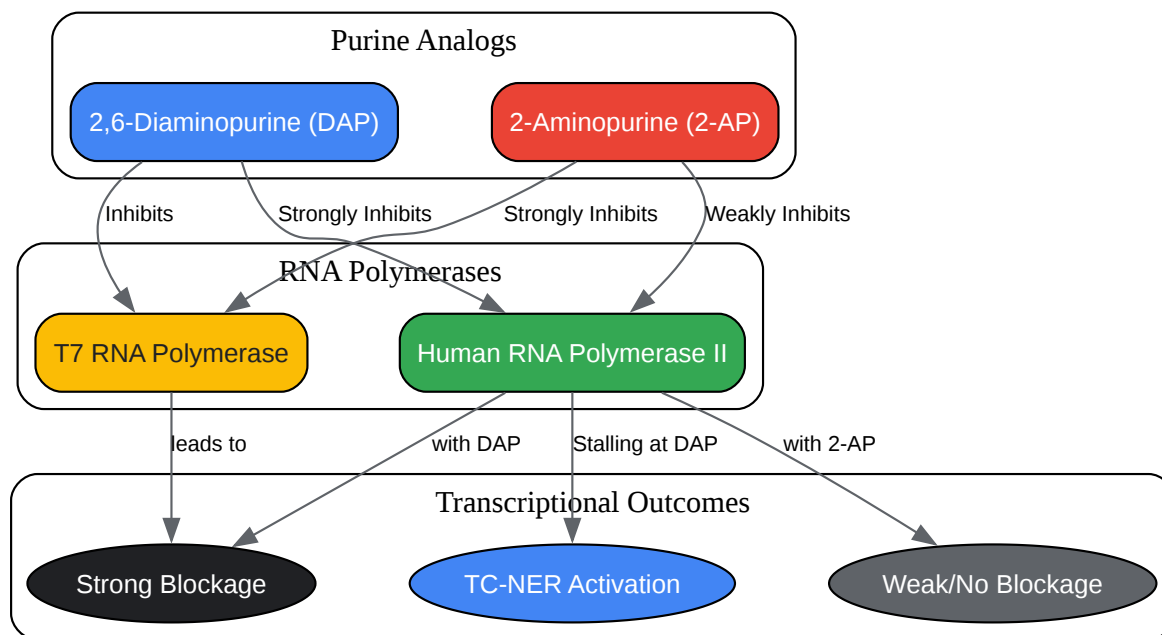 Purine Analogs
2,6-Diaminopurine (DAP)
2-Aminopurine (2-AP)
Inhibits
Strongly Inhibits
Strongly Inhibits
Weakly Inhibits
RNA Polymerases
T7 RNA Polymerase
Human RNA Polymerase II
leads to
with DAP
Stalling at DAP
with 2-AP
Transcriptional Outcomes
Strong Blockage
TC-NER Activation
Weak/No Blockage